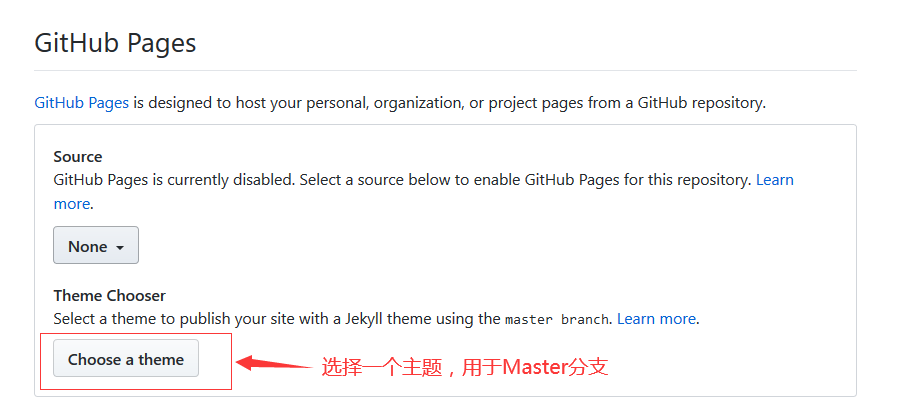 GitHub Pages
GitHub Pages is designed to host your personal, organization, or project pages from a GitHub repository.
Source
GitHub Pages is currently disabled. Select a source below to enable GitHub Pages for this repository. Learn
more.
None
Theme Chooser
Select a theme to publish your site with a Jekyll theme using the master branch. Learn more.
Choose a theme
选择一个主题，用于Master分支